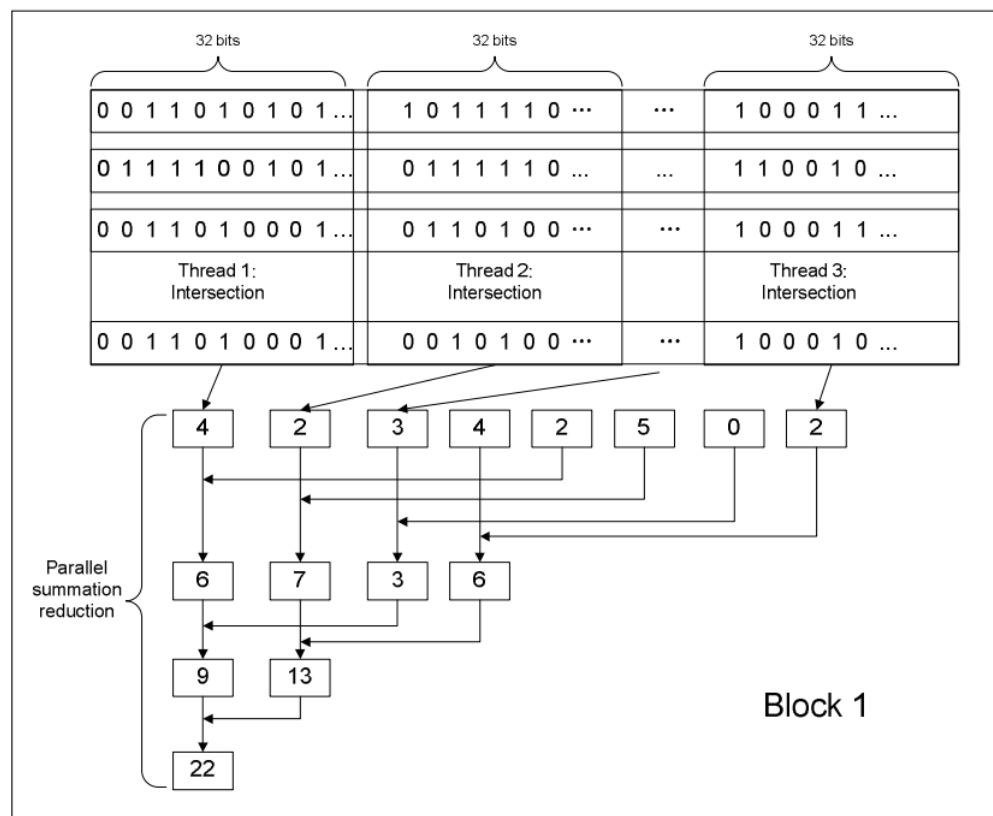 32 bits 32 bits 32 bits
0 0 1 1 0 1 0 1 0 1 ... 1 0 1 1 1 1 0 ... ... 1 0 0 0 1 1 ...
0 1 1 1 1 0 0 1 0 1 ... 0 1 1 1 1 1 0 ... ... 1 1 0 0 1 0 ...
0 0 1 1 0 1 0 0 0 1 ... 0 1 1 0 1 0 0 ... ... 1 0 0 0 1 1 ...
Thread 1: Thread 2: Thread 3:
Intersection Intersection Intersection
0 0 1 1 0 1 0 0 0 1 ... 0 0 1 0 1 0 0 ... ... 1 0 0 0 1 0 ...
4 2 3 4 2 5 0 2
Parallel
summation
reduction
6 7 3 6
9 13
Block 1
22